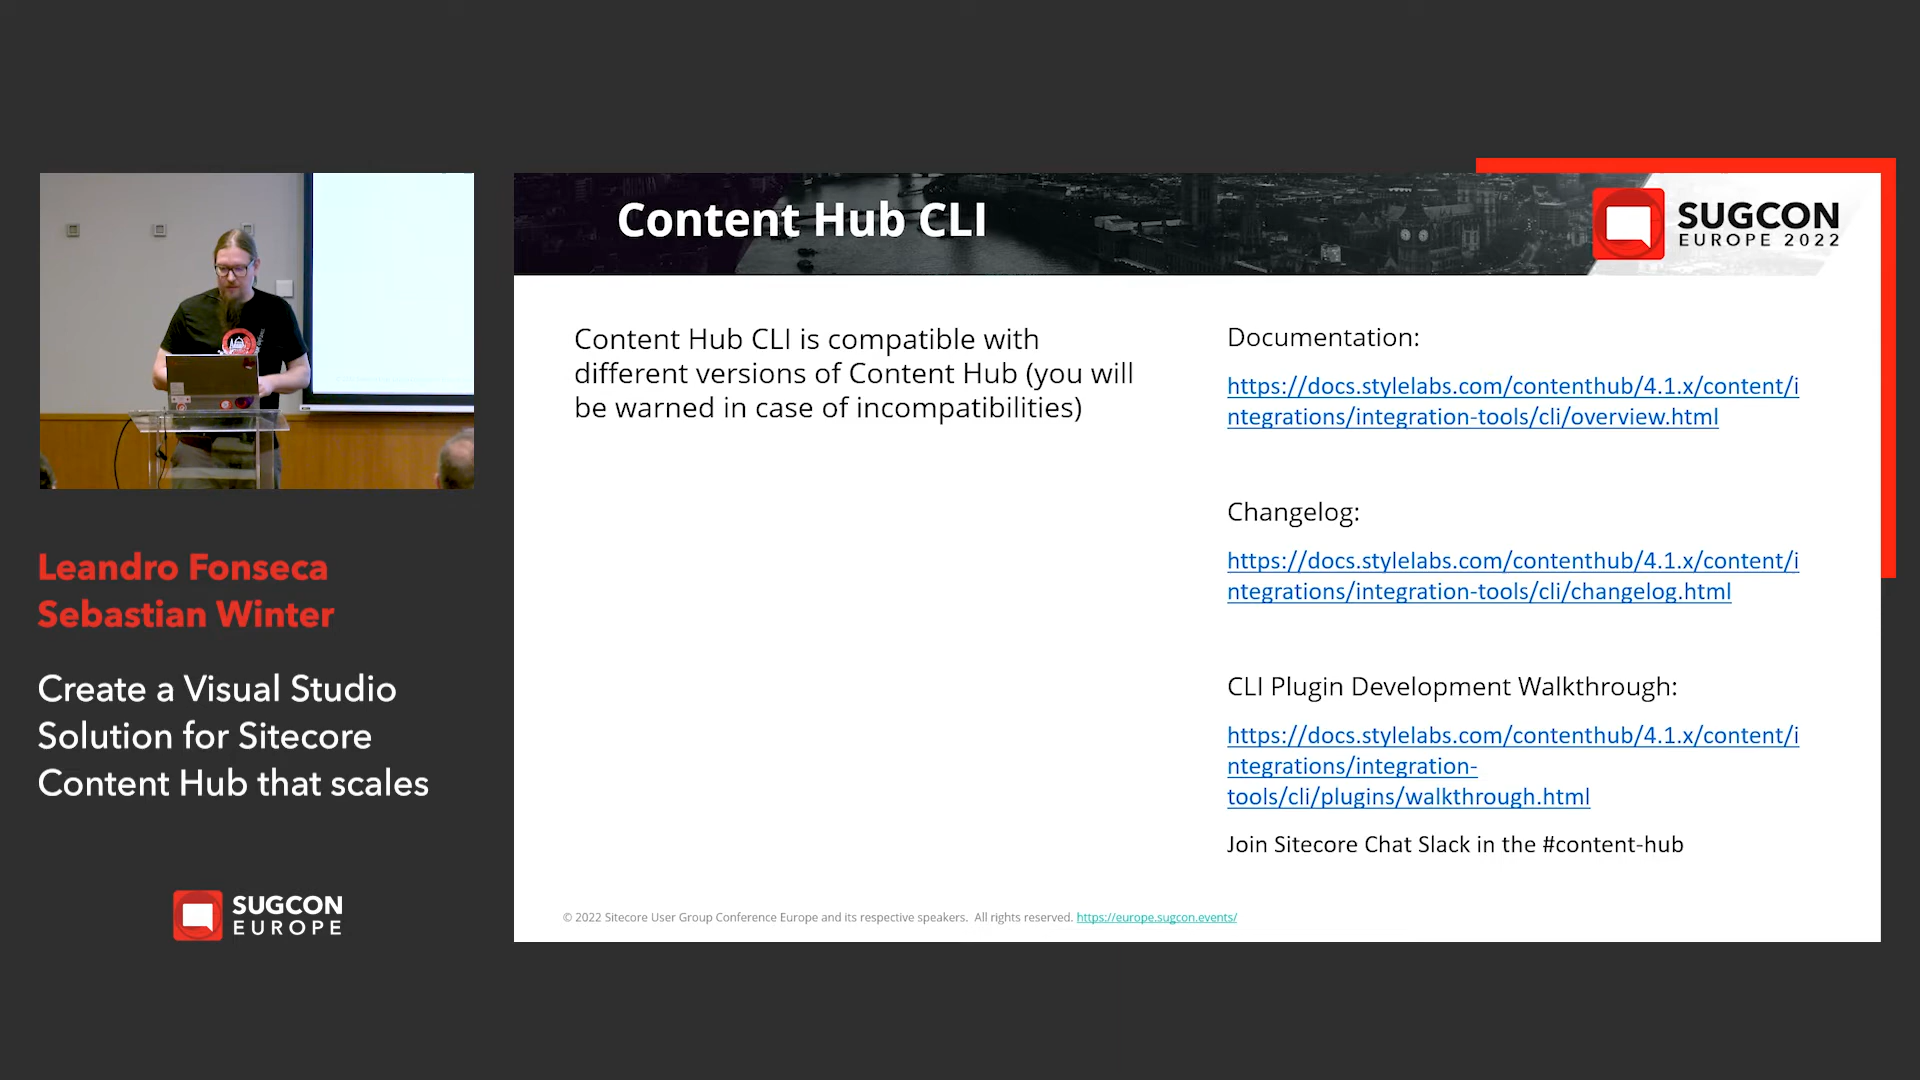 Leandro Fonseca
Sebastian Winter
Create a Visual Studio
Solution for Sitecore
Content Hub that scales
SUGCON
EUROPE
Content Hub CLI
SUGCON
EUROPE 2022
Content Hub CLI is compatible with
different versions of Content Hub (you will
be warned in case of incompatibilities)
Documentation:
https://docs.stylelabs.com/contenthub/4.1.x/content/i
ntegrations/integration-tools/cli/overview.html
Changelog:
https://docs.stylelabs.com/contenthub/4.1.x/content/i
ntegrations/integration-tools/cli/changelog.html
CLI Plugin Development Walkthrough:
https://docs.stylelabs.com/contenthub/4.1.x/content/i
ntegrations/integration-
tools/cli/plugins/walkthrough.html
Join Sitecore Chat Slack in the #content-hub
© 2022 Sitecore User Group Conference Europe and its respective speakers. All rights reserved. https://europe.sugcon.events/